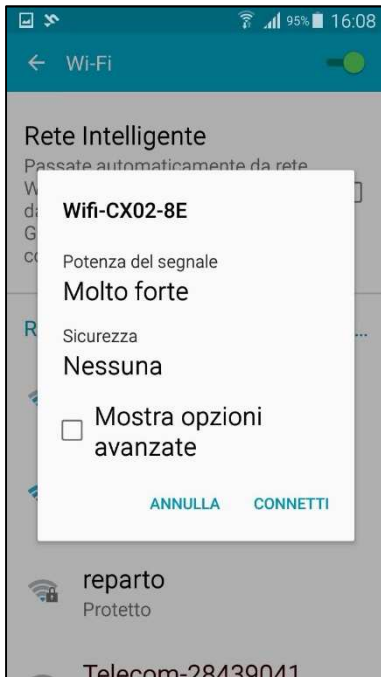 95% 16:08
Wi-Fi
Rete Intelligente
Passate automaticamente da rete
W
Wifi-CX02-8E
Potenza del segnale
Molto forte
R
Sicurezza
...
Nessuna
Mostra opzioni
avanzate
ANNULLA CONNETTI
reparto
Protetto
Telecom-28439041